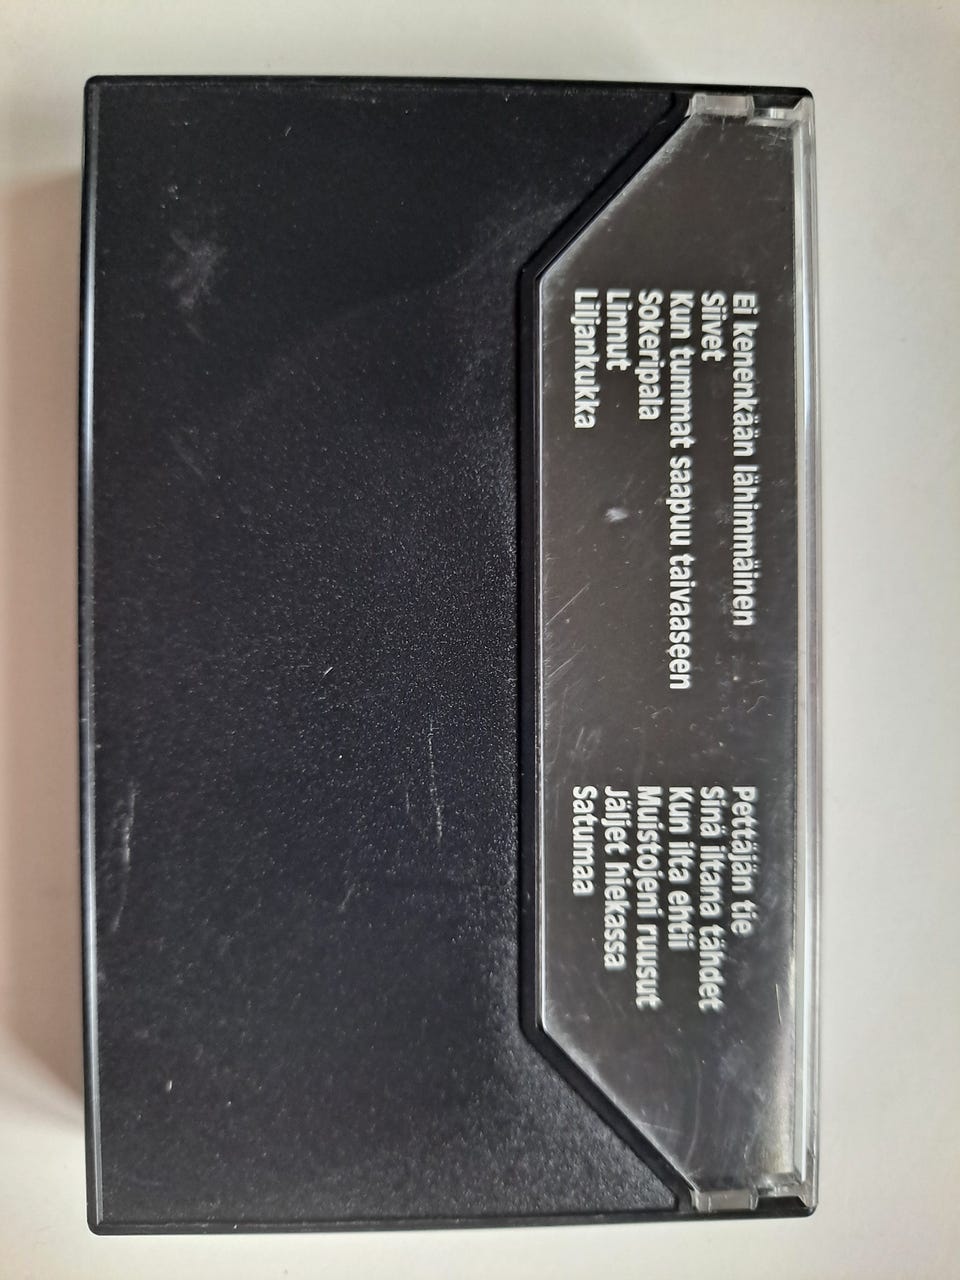 Ei kenenkään lähimmäinen
Siivet
Kun tummat saapuu taivaaseen
Sokeripala
Linnut
Liljankukka
Pettäjän tie
Sinä iltana tähdet
Kun ilta ehtii
Muistojeni ruusut
Jäljet hiekassa
Satumaa